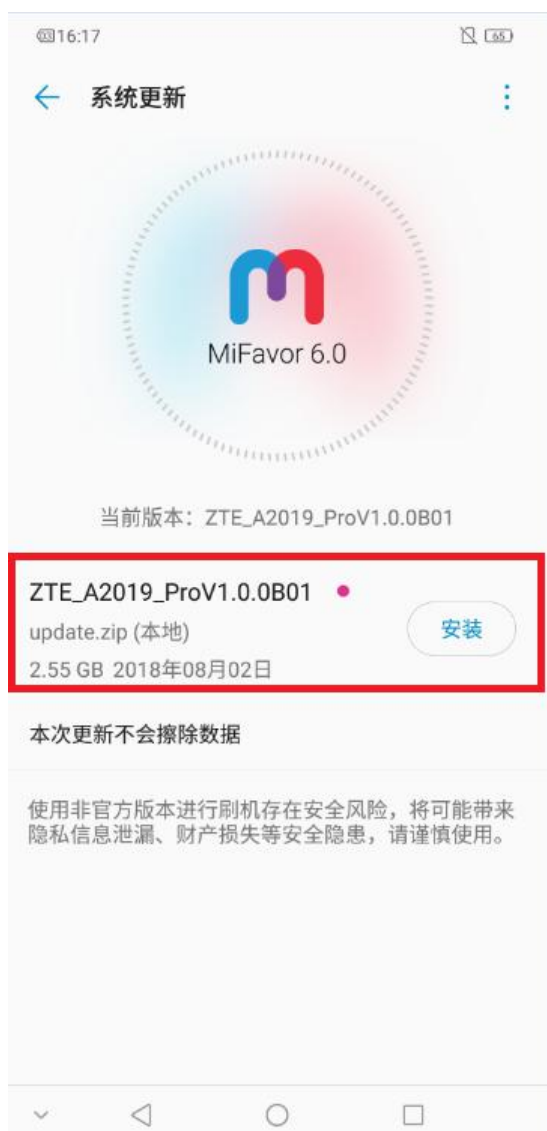 16:17
65
系统更新
MiFavor 6.0
当前版本：ZTE_A2019_ProV1.0.0B01
ZTE_A2019_ProV1.0.0B01
update.zip (本地)
安装
2.55 GB 2018年08月02日
本次更新不会擦除数据
使用非官方版本进行刷机存在安全风险，将可能带来
隐私信息泄漏、财产损失等安全隐患，请谨慎使用。